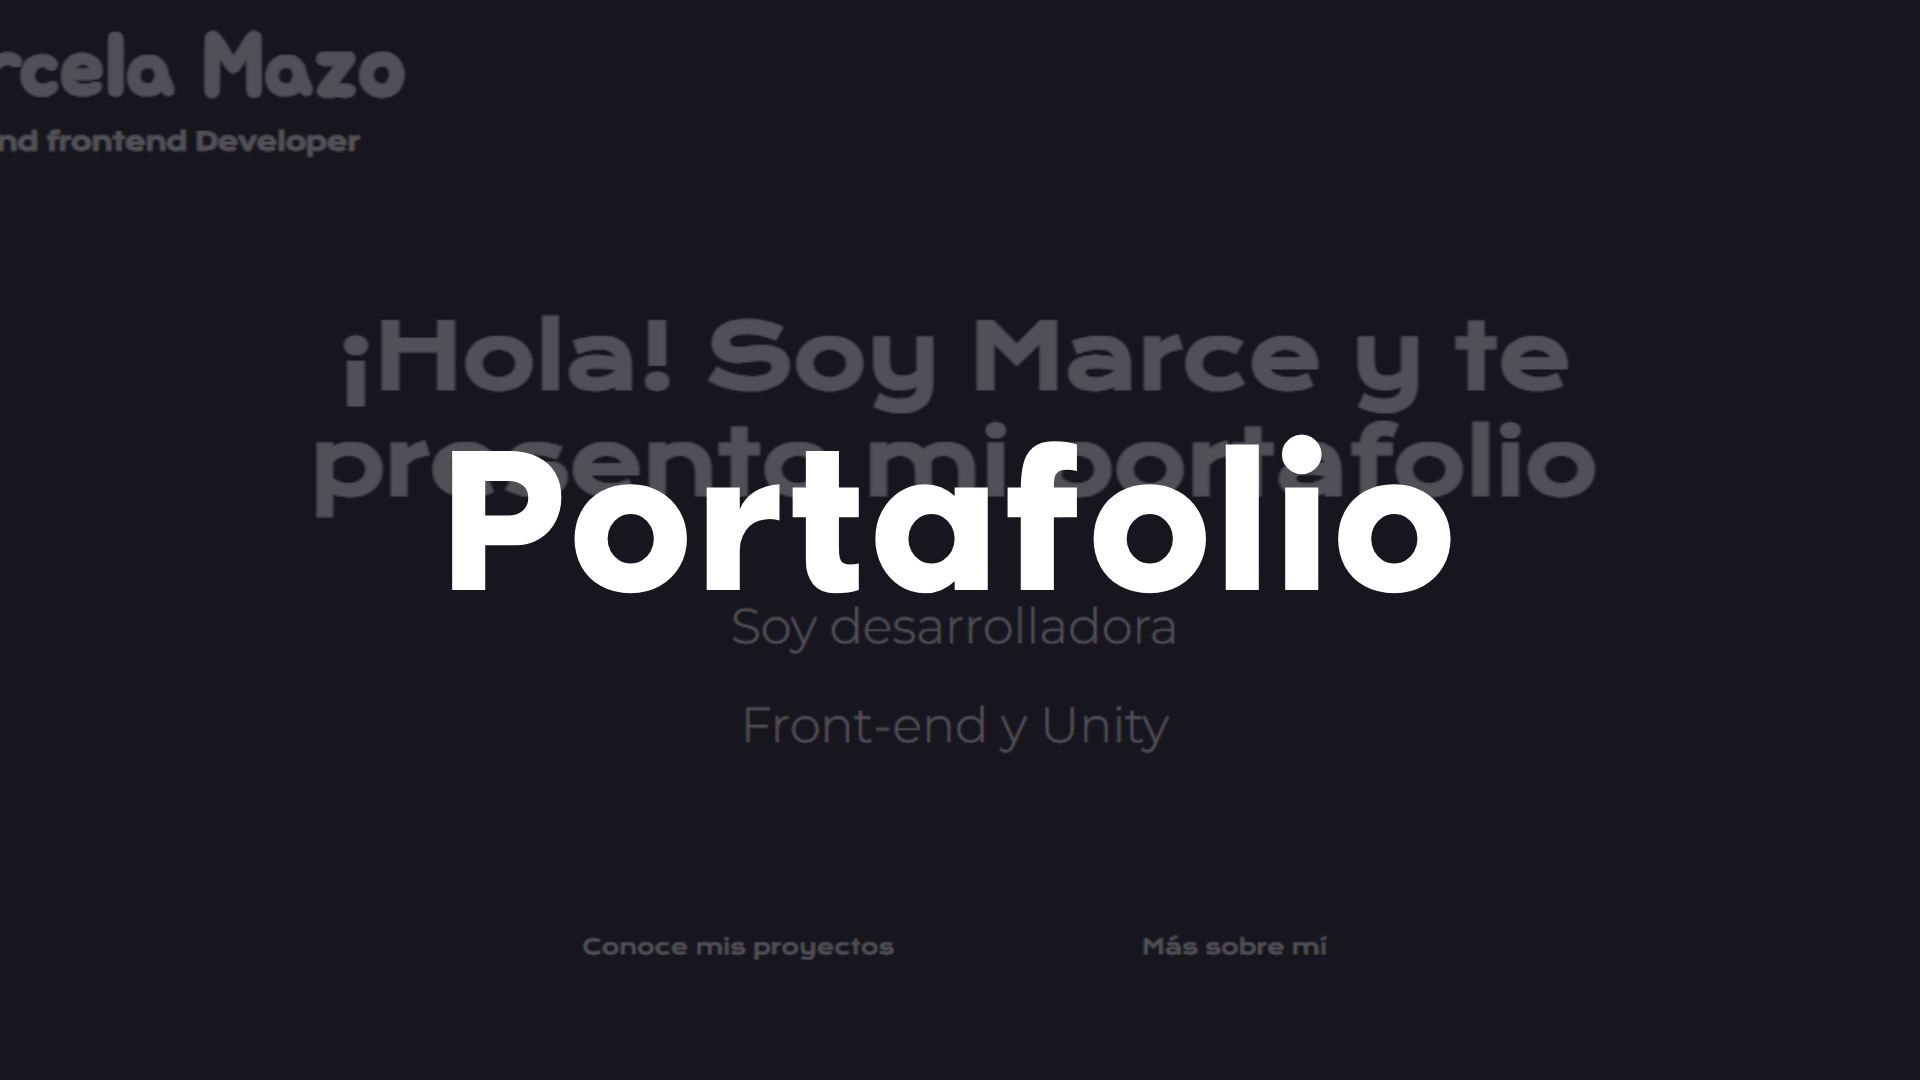 rcela Mazo
nd frontend Developer
¡Hola! Soy Marce y te
presento mi portafolio
Portafolio
Soy desarrolladora
Front-end y Unity
Conoce mis proyectos
Más sobre mí